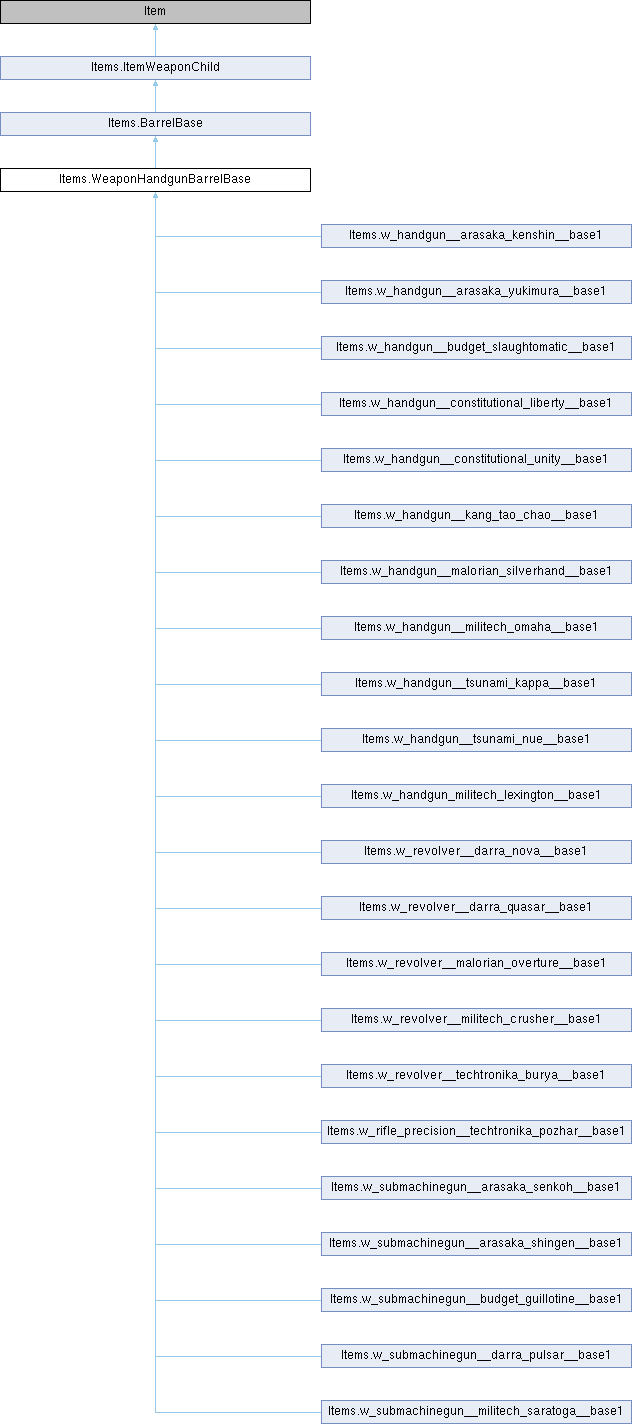 Item
Items.ItemWeaponChild
Items.BarrelBase
Items.WeaponHandgunBarrelBase
Items.w_handgun__arasaka_kenshin__base1
Items.w_handgun__arasaka_yukimura__base1
Items.w_handgun__budget_slaughtomatic__base1
Items.w_handgun__constitutional_liberty__base1
Items.w_handgun__constitutional_unity__base1
Items.w_handgun__kang_tao_chao__base1
Items.w_handgun__malorian_silverhand__base1
Items.w_handgun__militech_omaha__base1
Items.w_handgun__tsunami_kappa__base1
Items.w_handgun__tsunami_nue__base1
Items.w_handgun_militech_lexington__base1
Items.w_revolver__darra_nova__base1
Items.w_revolver__darra_quasar__base1
Items.w_revolver__malorian_overture__base1
Items.w_revolver__militech_crusher__base1
Items.w_revolver__techtronika_burya__base1
Items.w_rifle_precision__techtronika_pozhar__base1
Items.w_submachinegun__arasaka_senkoh__base1
Items.w_submachinegun__arasaka_shingen__base1
Items.w_submachinegun__budget_guillotine__base1
Items.w_submachinegun__darra_pulsar__base1
Items.w_submachinegun__militech_saratoga__base1